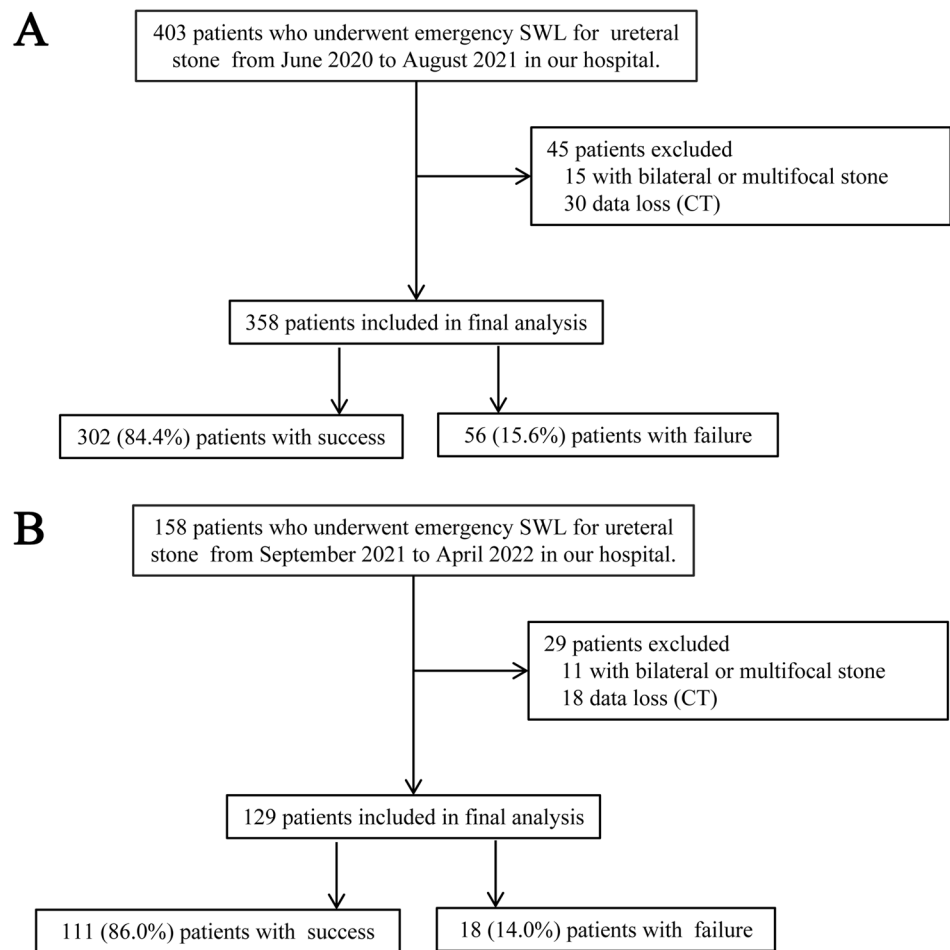 A
403 patients who underwent emergency SWL for ureteral
stone from June 2020 to August 2021 in our hospital.
45 patients excluded
15 with bilateral or multifocal stone
30 data loss (CT)
358 patients included in final analysis
302 (84.4%) patients with success
56 (15.6%) patients with failure
B
158 patients who underwent emergency SWL for ureteral
stone from September 2021 to April 2022 in our hospital.
29 patients excluded
11 with bilateral or multifocal stone
18 data loss (CT)
129 patients included in final analysis
111 (86.0%) patients with success
18 (14.0%) patients with failure